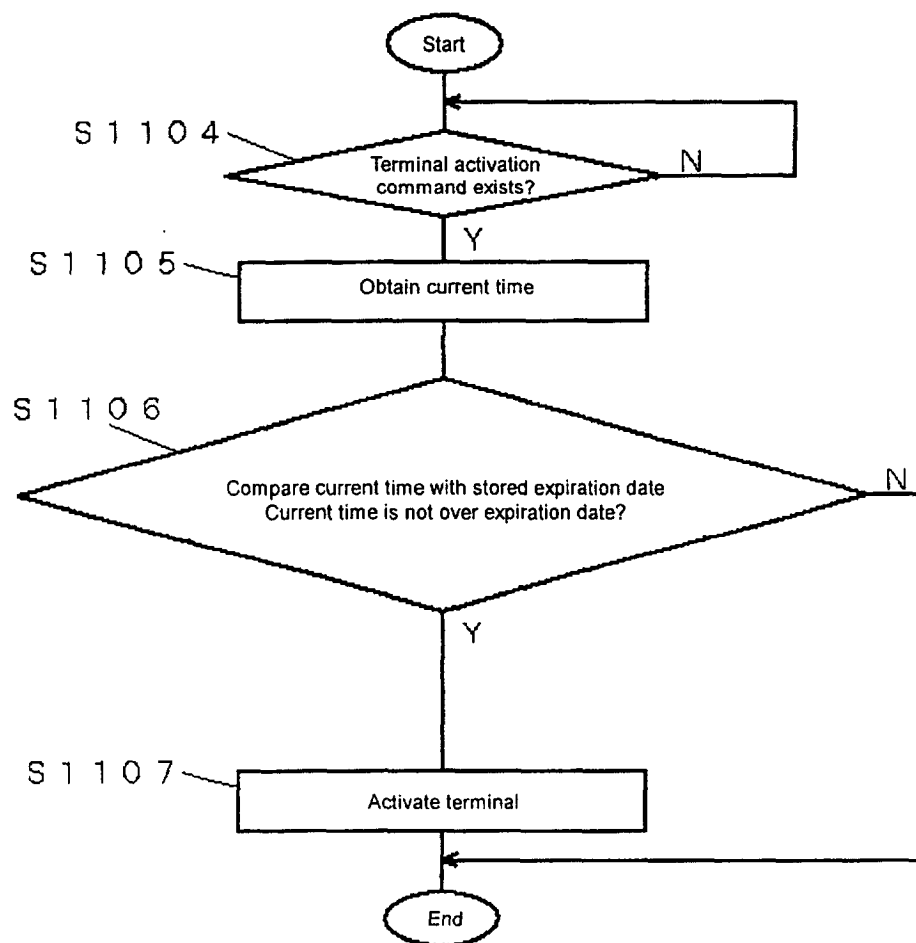 Start
S1104
Terminal activation
command exists?
N
Y
S1105
Obtain current time
S1106
Compare current time with stored expiration date
Current time is not over expiration date?
N
Y
S1107
Activate terminal
End